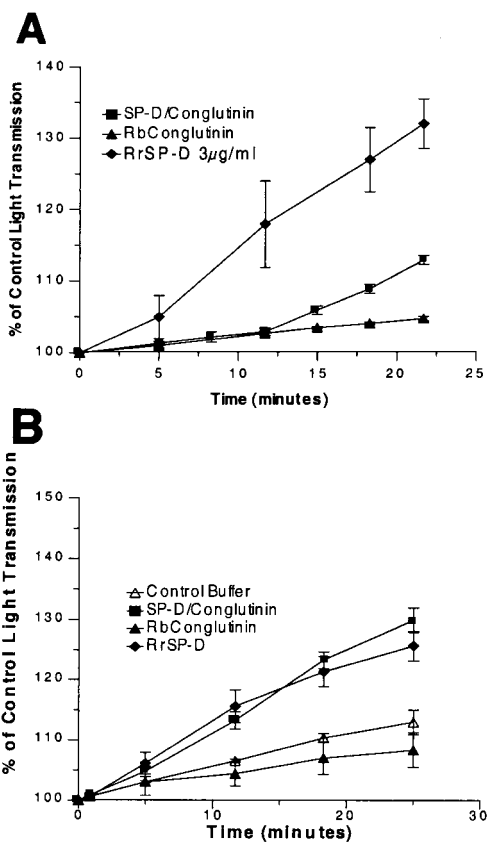 A
% of Control Light Transmission
140
130
120
110
100
SP-D/Conglutinin
RbConglutinin
RrSP-D 3µg/ml
0 5 10 15 20 25
Time (minutes)
B
% of Control Light Transmission
150
140
130
120
110
100
Control Buffer
SP-D/Conglutinin
RbConglutinin
RrSP-D
0 10 20 30
Time (minutes)